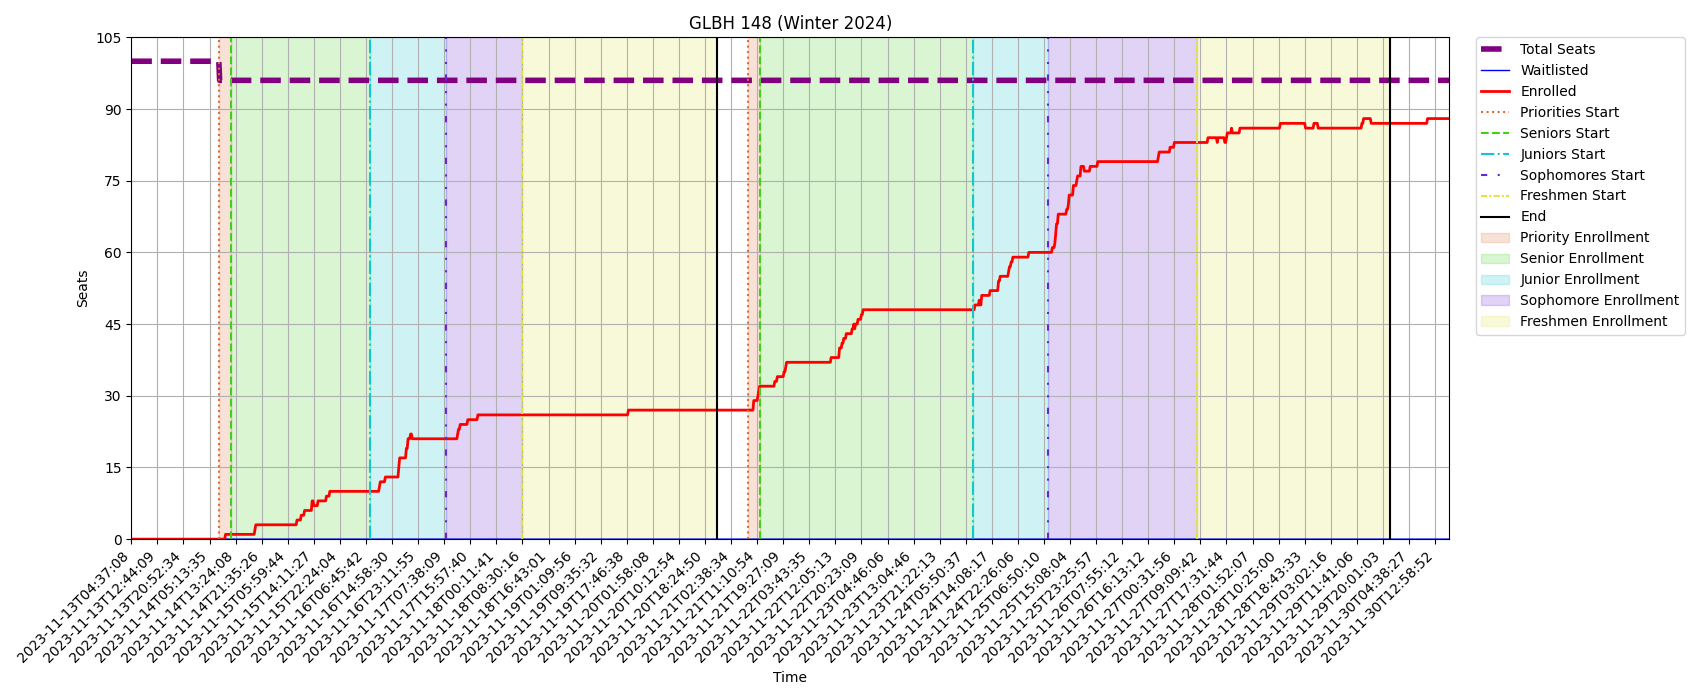 GLBH 148 (Winter 2024)
105
90
75
60
45
30
15
0
Seats
2023-11-13T04:37:08
2023-11-13T12:44:09
2023-11-13T20:52:34
2023-11-14T05:13:35
2023-11-14T13:24:08
2023-11-14T21:35:26
2023-11-15T05:59:44
2023-11-15T14:11:27
2023-11-15T22:24:04
2023-11-16T06:45:42
2023-11-16T14:58:30
2023-11-16T23:11:55
2023-11-17T07:38:09
2023-11-17T15:57:40
2023-11-18T00:11:41
2023-11-18T08:30:16
2023-11-18T16:43:01
2023-11-19T01:09:56
2023-11-19T09:35:32
2023-11-19T17:46:38
2023-11-20T01:58:08
2023-11-20T10:12:54
2023-11-20T18:24:50
2023-11-21T02:38:34
2023-11-21T11:10:54
2023-11-21T19:27:09
2023-11-22T03:43:35
2023-11-22T12:05:13
2023-11-22T20:23:09
2023-11-23T04:46:06
2023-11-23T13:04:46
2023-11-23T21:22:13
2023-11-24T05:50:37
2023-11-24T14:08:17
2023-11-24T22:26:06
2023-11-25T06:50:10
2023-11-25T15:08:04
2023-11-25T23:25:57
2023-11-26T07:55:12
2023-11-26T16:13:12
2023-11-27T00:31:56
2023-11-27T09:09:42
2023-11-27T17:31:44
2023-11-28T01:52:07
2023-11-28T10:25:00
2023-11-28T18:43:33
2023-11-29T03:02:16
2023-11-29T11:41:06
2023-11-29T20:01:03
2023-11-30T04:38:27
2023-11-30T12:58:52
Time
Total Seats
Waitlisted
Enrolled
Priorities Start
Seniors Start
Juniors Start
Sophomores Start
Freshmen Start
End
Priority Enrollment
Senior Enrollment
Junior Enrollment
Sophomore Enrollment
Freshmen Enrollment